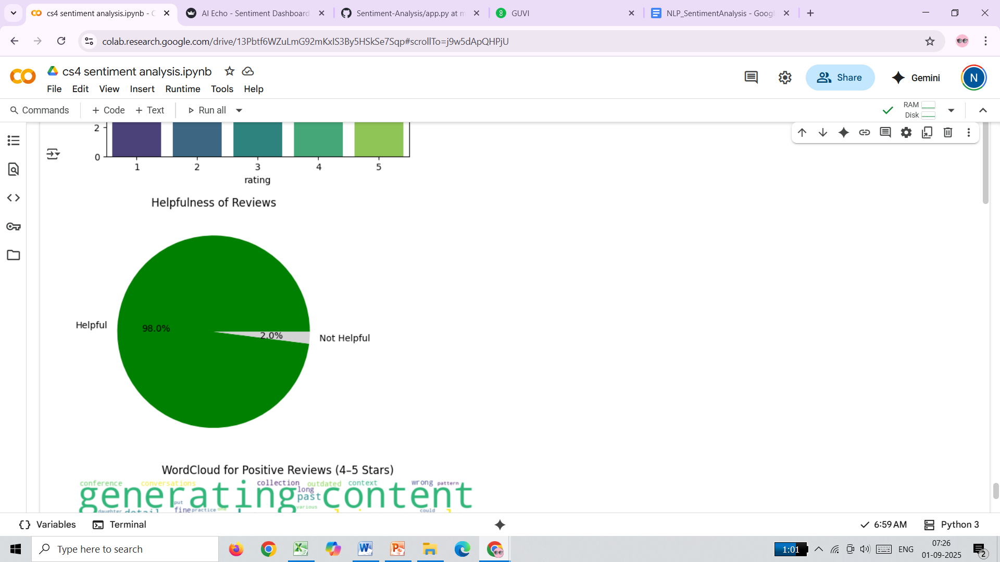 cs4 sentiment analysis.ipynb - C
AI Echo - Sentiment Dashboard
Sentiment-Analysis/app.py at m
GUVI
NLP_SentimentAnalysis - Googl
colab.research.google.com/drive/13Pbtf6WZuLmG92mKxIS3By5HSkSe7Sqp#scrollTo=j9w5dApQHPjU
cs4 sentiment analysis.ipynb
File Edit View Insert Runtime Tools Help
Share
Gemini
N
Commands + Code + Text Run all
RAM
Disk
2
0
1 2 3 4 5
rating
Helpfulness of Reviews
Helpful
98.0%
2.0%
Not Helpful
WordCloud for Positive Reviews (4–5 Stars)
conference conversations collection outdated context wrong pattern
generating content
long
past
put
various
fine practice one
daughter detail could
Variables Terminal
6:59 AM Python 3
Type here to search
1:01
ENG
07:26
01-09-2025
2